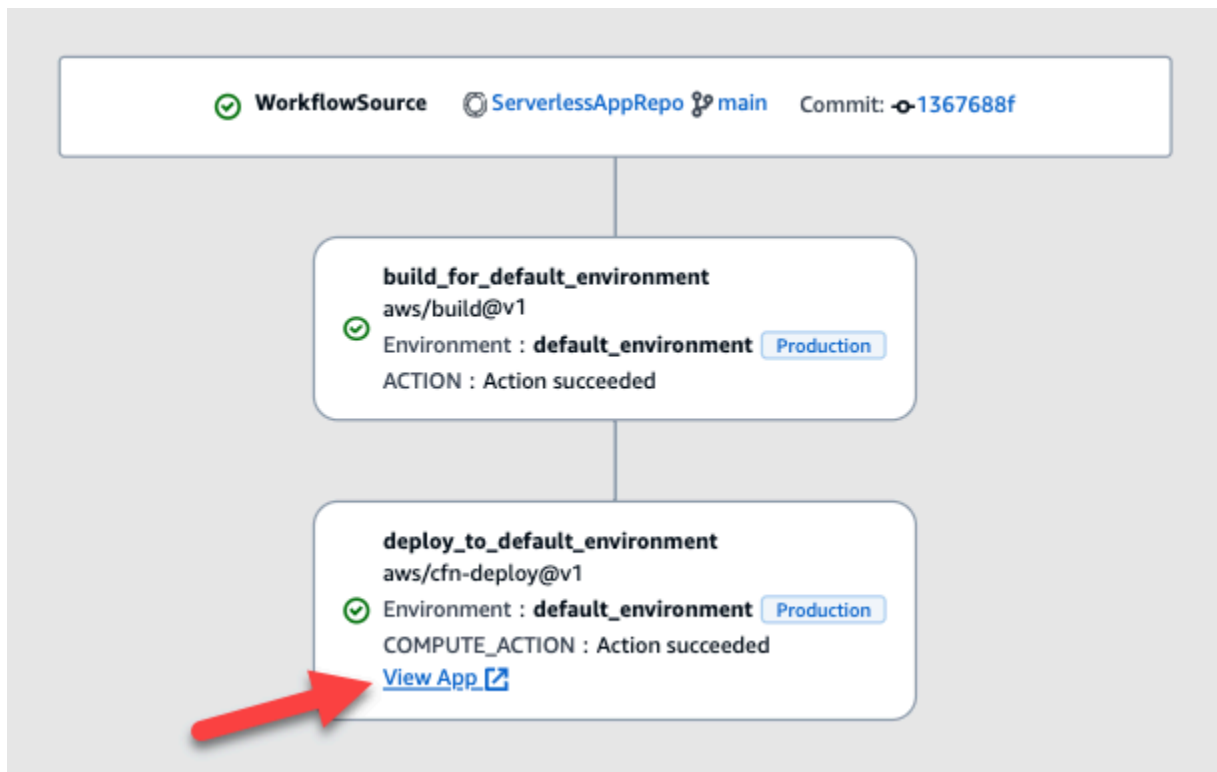 WorkflowSource ServerlessAppRepo main Commit: 1367688f
build_for_default_environment
aws/build@v1
Environment : default_environment Production
ACTION : Action succeeded
deploy_to_default_environment
aws/cfn-deploy@v1
Environment : default_environment Production
COMPUTE_ACTION : Action succeeded
View App